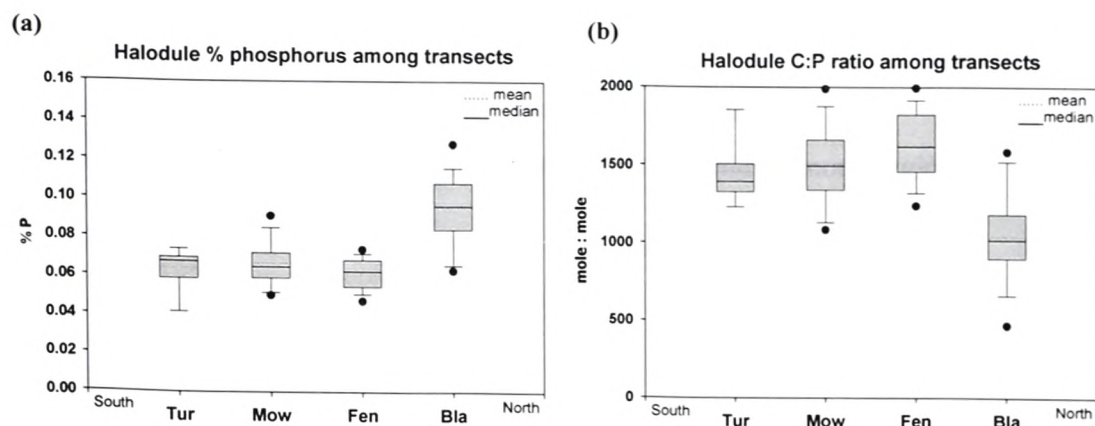 (a)
Halodule % phosphorus among transects
0.16
0.14
0.12
0.10
0.08
0.06
0.04
0.02
0.00
% P
mean
median
South
Tur
Mow
Fen
Bla
North
(b)
Halodule C:P ratio among transects
2000
1500
1000
500
0
mole : mole
mean
median
South
Tur
Mow
Fen
Bla
North